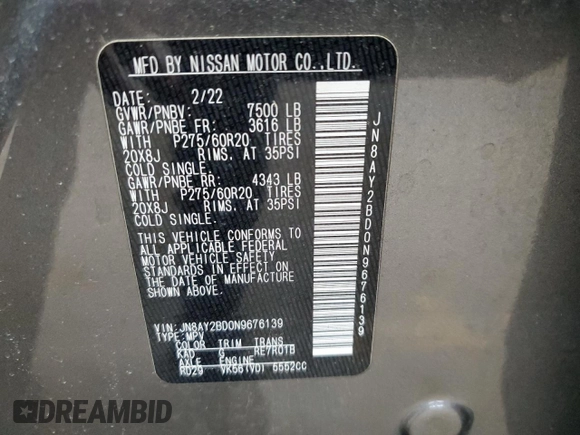 MFD BY NISSAN MOTOR CO.,LTD.
DATE: 2/22
GVWR/PNBV: 7500 LB
GAWR/PNBE FR: 3616 LB
WITH P275/60R20 TIRES
20X8J RIMS. AT 35PSI
COLD SINGLE.
GAWR/PNBE RR: 4343 LB
WITH P275/60R20 TIRES
20X8J RIMS. AT 35PSI
COLD SINGLE.
THIS VEHICLE CONFORMS TO
ALL APPLICABLE FEDERAL
MOTOR VEHICLE SAFETY
STANDARDS IN EFFECT ON
THE DATE OF MANUFACTURE
SHOWN ABOVE.
VIN: JN8AY2BD0N9676139
TYPE: MPV
COLOR TRIM TRANS
KAD G RE7R01B
AXLE ENGINE
RD29 VK56(VD) 5552CC
JN8AY2BD0N9676139
DREAMBID